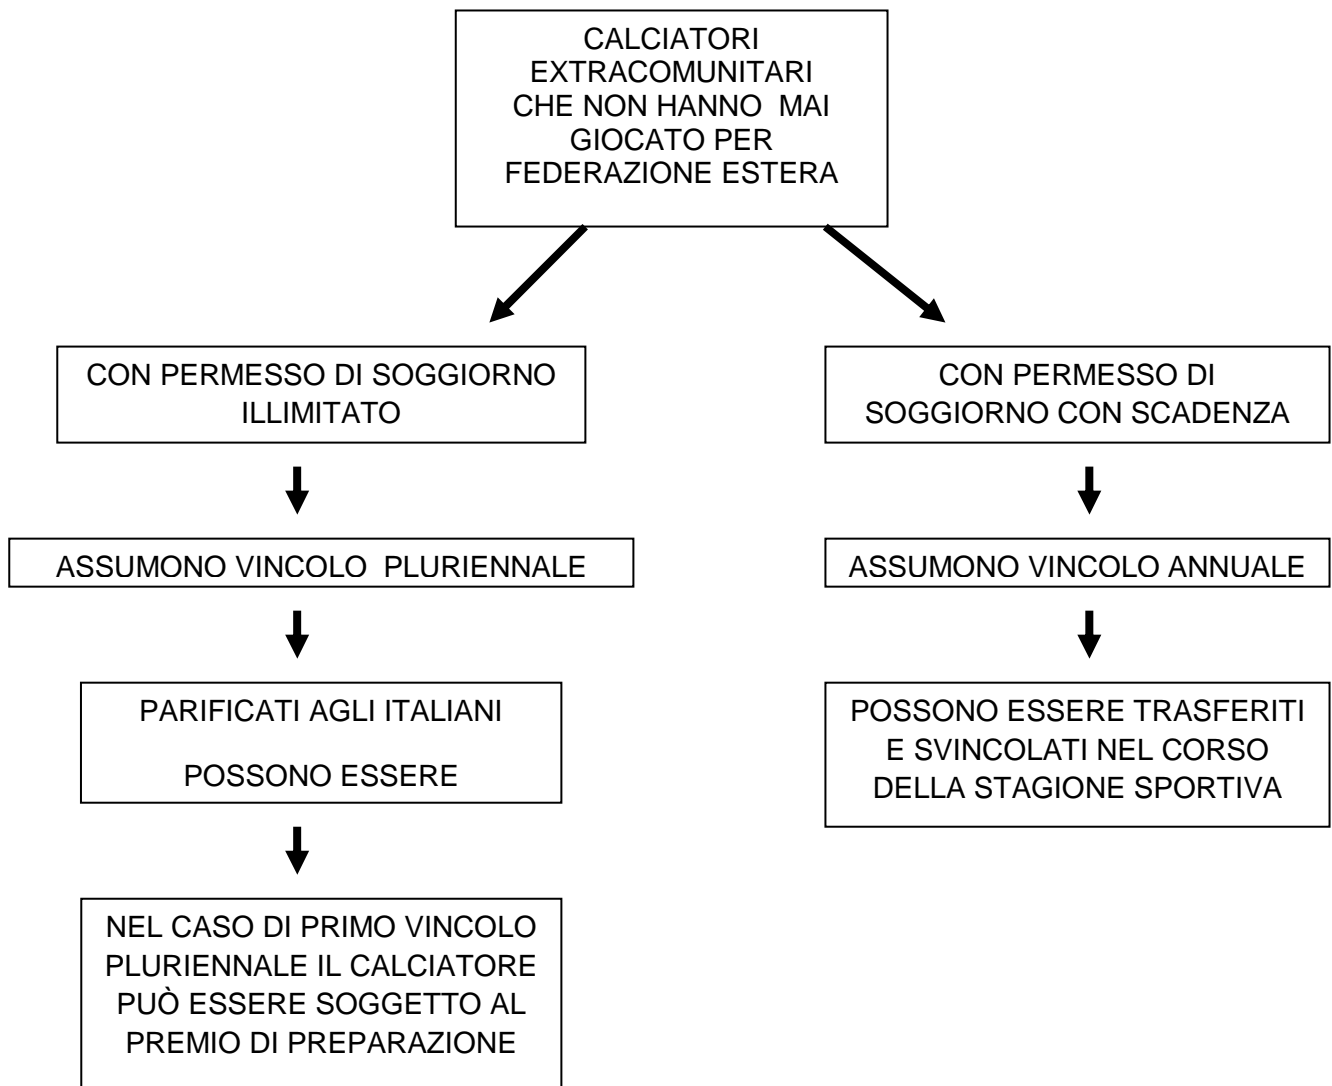 CALCIATORI
EXTRACOMUNITARI
CHE NON HANNO MAI
GIOCATO PER
FEDERAZIONE ESTERA
CON PERMESSO DI SOGGIORNO
ILLIMITATO
CON PERMESSO DI
SOGGIORNO CON SCADENZA
ASSUMONO VINCOLO PLURIENNALE
ASSUMONO VINCOLO ANNUALE
PARIFICATI AGLI ITALIANI
POSSONO ESSERE
POSSONO ESSERE TRASFERITI
E SVINCOLATI NEL CORSO
DELLA STAGIONE SPORTIVA
NEL CASO DI PRIMO VINCOLO
PLURIENNALE IL CALCIATORE
PUÒ ESSERE SOGGETTO AL
PREMIO DI PREPARAZIONE